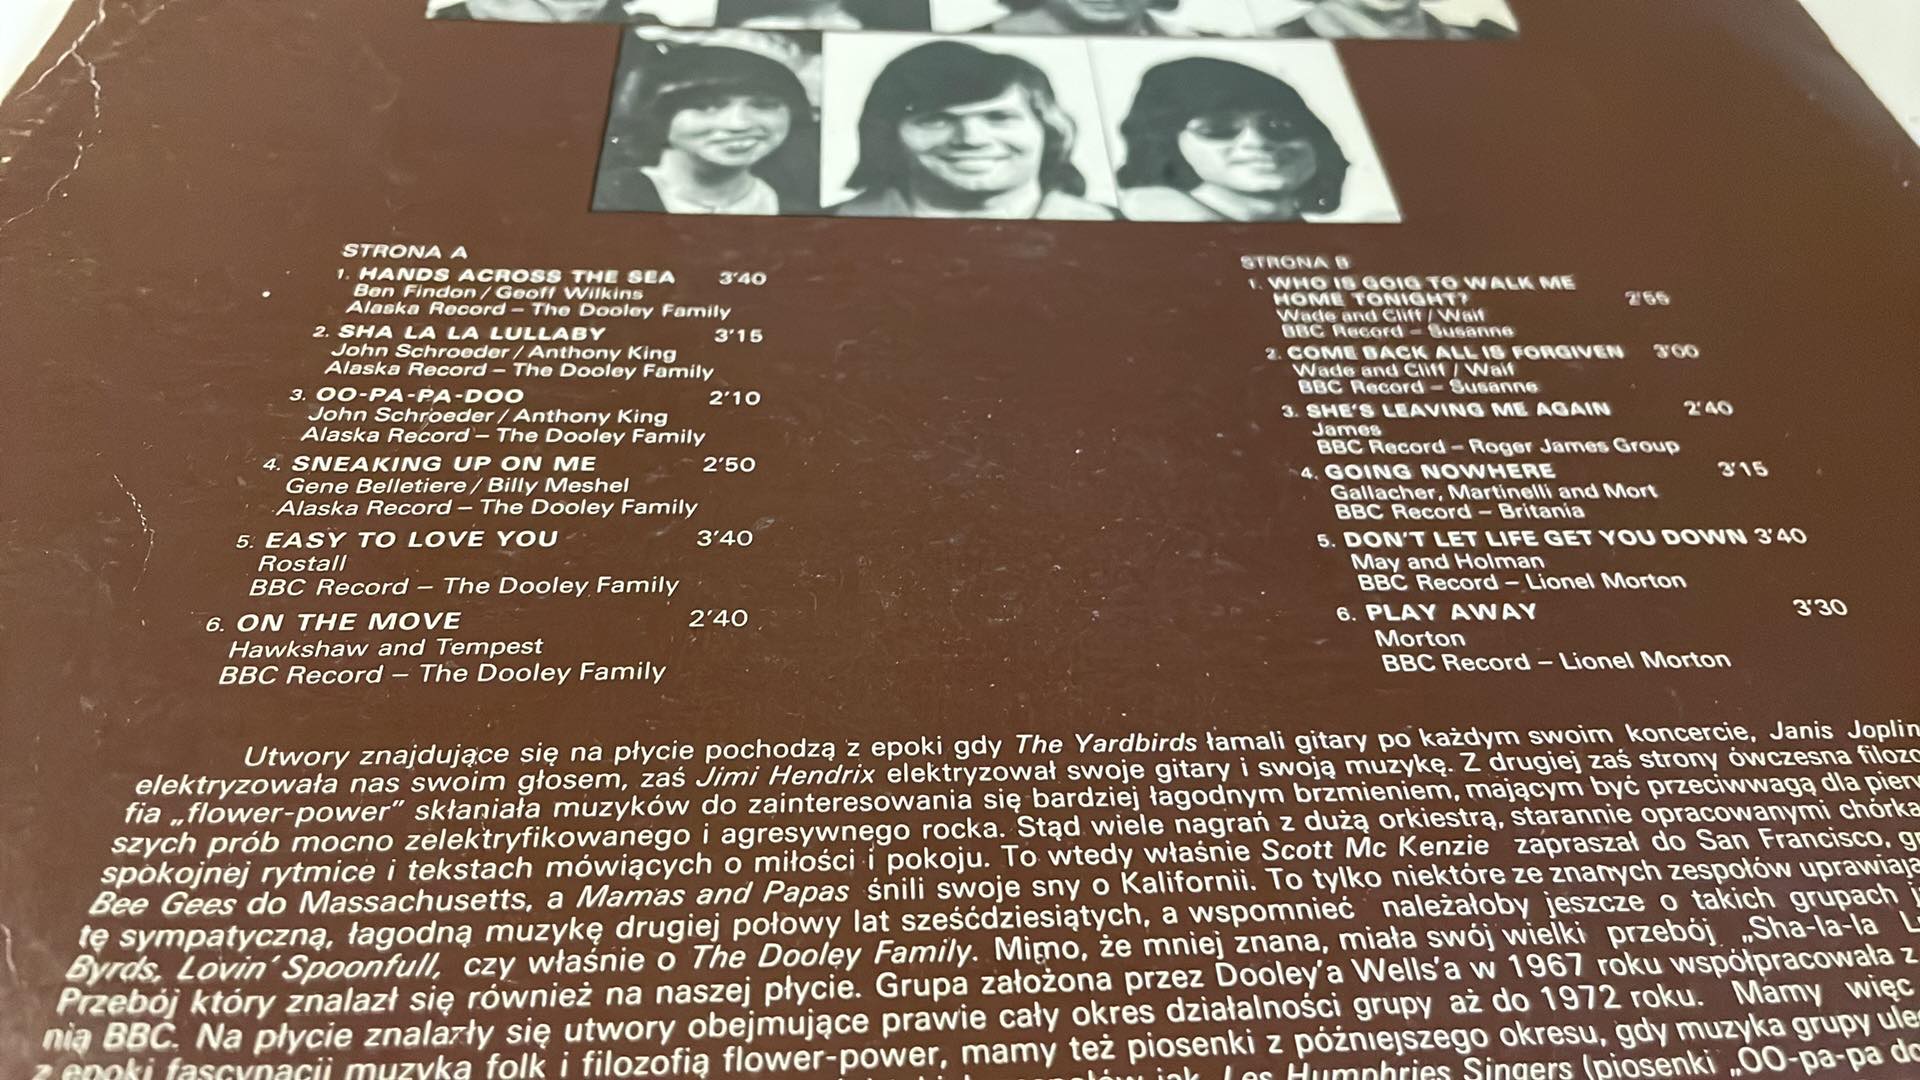 STRONA A
1. HANDS ACROSS THE SEA 3'40
Ben Findon / Geoff Wilkins
Alaska Record – The Dooley Family
2. SHA LA LA LULLABY 3'15
John Schroeder / Anthony King
Alaska Record – The Dooley Family
3. OO-PA-PA-DOO 2'10
John Schroeder / Anthony King
Alaska Record – The Dooley Family
4. SNEAKING UP ON ME 2'50
Gene Belletiere / Billy Meshel
Alaska Record – The Dooley Family
5. EASY TO LOVE YOU 3'40
Rostall
BBC Record – The Dooley Family
6. ON THE MOVE 2'40
Hawkshaw and Tempest
BBC Record – The Dooley Family
STRONA B
1. WHO IS GOIG TO WALK ME
HOME TONIGHT? 2'55
Wade and Cliff / Waif
BBC Record – Susanne
2. COME BACK ALL IS FORGIVEN 3'00
Wade and Cliff / Waif
BBC Record – Susanne
3. SHE'S LEAVING ME AGAIN 2'40
James
BBC Record – Roger James Group
4. GOING NOWHERE 3'15
Gallacher, Martinelli and Mort
BBC Record – Britania
5. DON'T LET LIFE GET YOU DOWN 3'40
May and Holman
BBC Record – Lionel Morton
6. PLAY AWAY 3'30
Morton
BBC Record – Lionel Morton
Utwory znajdujące się na płycie pochodzą z epoki gdy The Yardbirds łamali gitary po każdym swoim koncercie, Janis Joplin
elektryzowała nas swoim głosem, zaś Jimi Hendrix elektryzował swoje gitary i swoją muzykę. Z drugiej zaś strony ówczesna filozo
fia „flower-power” skłaniała muzyków do zainteresowania się bardziej łagodnym brzmieniem, mającym być przeciwwagą dla pierw
szych prób mocno zelektryfikowanego i agresywnego rocka. Stąd wiele nagrań z dużą orkiestrą, starannie opracowanymi chórka
spokojnej rytmice i tekstach mówiących o miłości i pokoju. To wtedy właśnie Scott Mc Kenzie zapraszał do San Francisco, g
Bee Gees do Massachusetts, a Mamas and Papas śnili swoje sny o Kalifornii. To tylko niektóre ze znanych zespołów uprawiają
tę sympatyczną, łagodną muzykę drugiej połowy lat sześćdziesiątych, a wspomnieć należałoby jeszcze o takich grupach j
Byrds, Lovin' Spoonfull, czy właśnie o The Dooley Family. Mimo, że mniej znana, miała swój wielki przebój „Sha-la-la L
Przebój który znalazł się również na naszej płycie. Grupa założona przez Dooley'a Wells'a w 1967 roku współpracowała z
nią BBC. Na płycie znalazły się utwory obejmujące prawie cały okres działalności grupy aż do 1972 roku. Mamy więc
z epoki fascynacji muzyką folk i filozofią flower-power, mamy też piosenki z późniejszego okresu, gdy muzyka grupy ule
Les Humphries Singers (piosenki „OO-pa-pa do